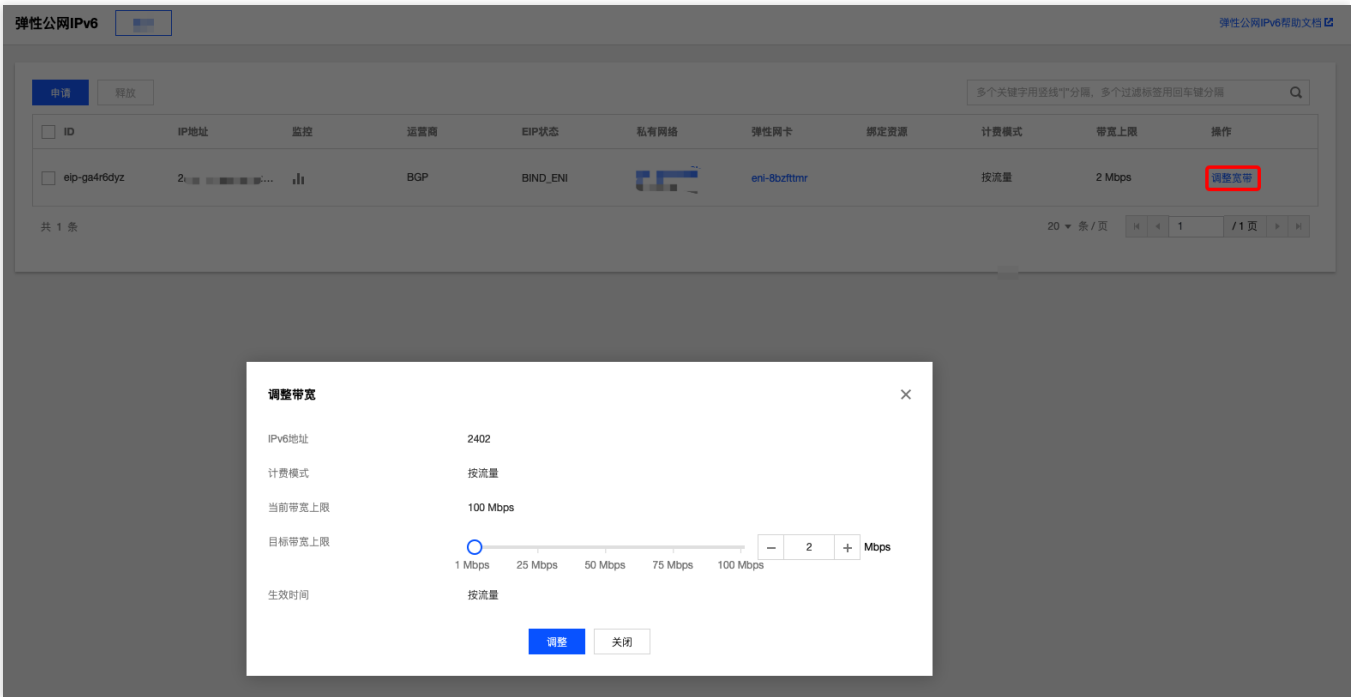 弹性公网IPv6
弹性公网IPv6帮助文档
申请 释放 多个关键字用竖线"|"分隔，多个过滤标签用回车键分隔
ID IP地址 监控 运营商 EIP状态 私有网络 弹性网卡 绑定资源 计费模式 带宽上限 操作
eip-ga4r6dyz 2 ... BGP BIND_ENI eni-8bzfttmr 按流量 2 Mbps 调整宽带
共 1 条 20 条 / 页 1 / 1 页
调整带宽
IPv6地址 2402
计费模式 按流量
当前带宽上限 100 Mbps
目标带宽上限 2 Mbps
1 Mbps 25 Mbps 50 Mbps 75 Mbps 100 Mbps
生效时间 按流量
调整 关闭